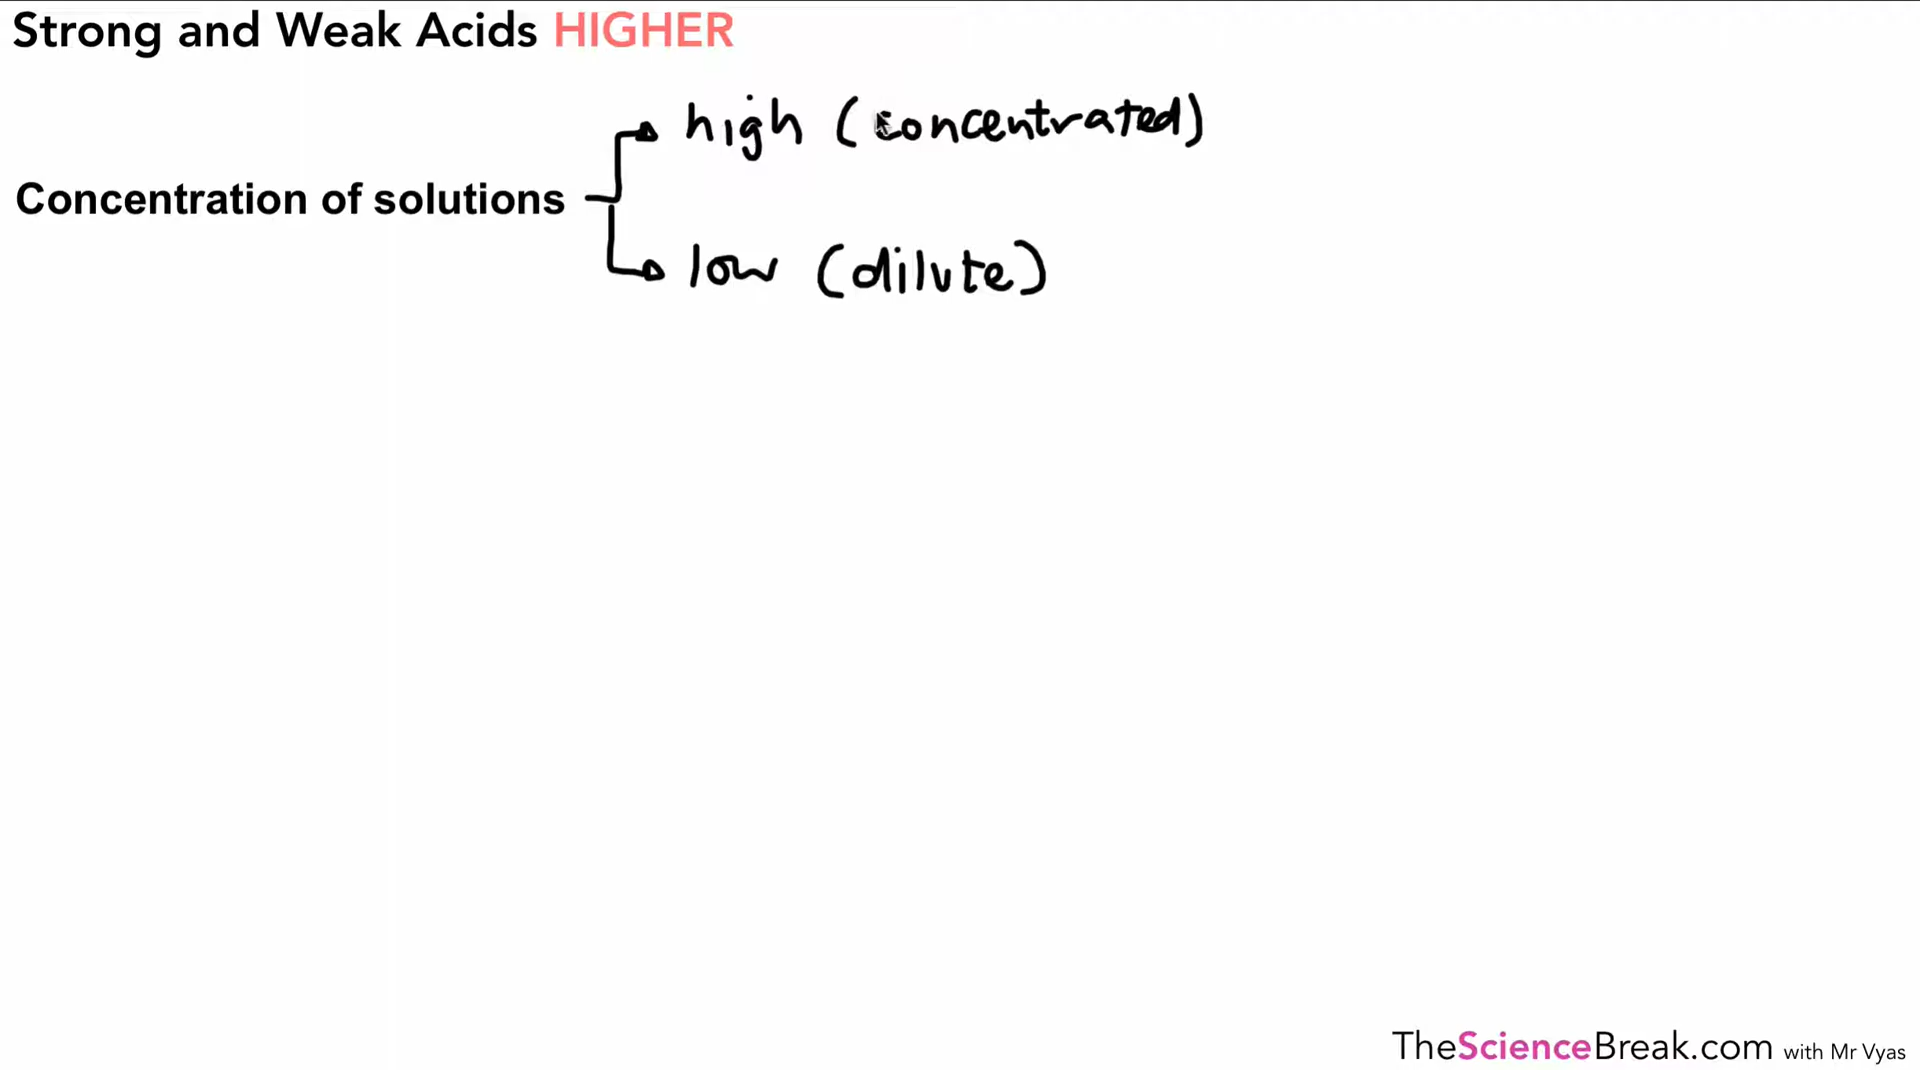 Strong and Weak Acids HIGHER
high (concentrated)
Concentration of solutions
low (dilute)
TheScienceBreak.com with Mr Vyas